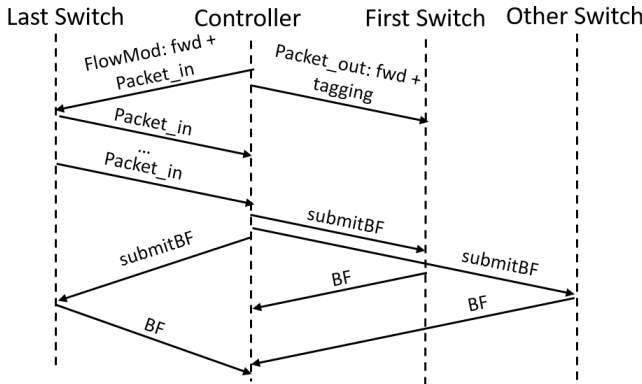 Last Switch
Controller
First Switch
Other Switch
FlowMod: fwd +
Packet_in
Packet_out: fwd +
tagging
Packet_in
...
Packet_in
submitBF
submitBF
submitBF
BF
BF
BF